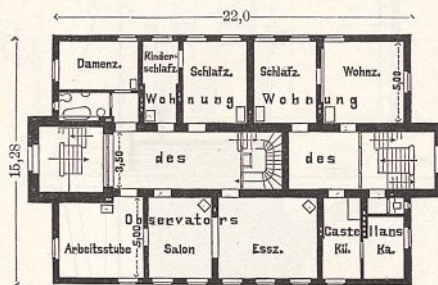 22,0
15,28
Damenz.
Kinder-
schlafz.
Schlafz.
Schlafz.
Wohnz.
5,00
Wohnung
Wohnung
3,50
des
des
Observators
Castellans
5,00
Arbeitsstube
Salon
Essz.
Kü.
Ka.